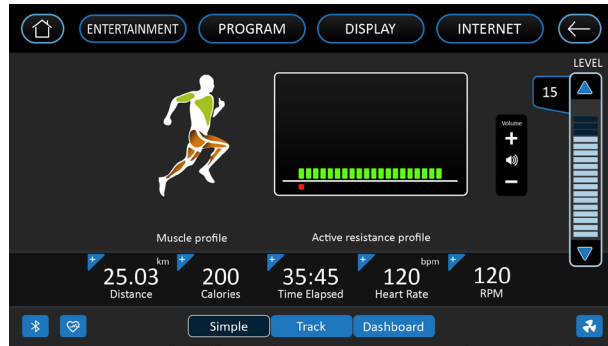 ENTERTAINMENT PROGRAM DISPLAY INTERNET
LEVEL
15
Volume
+
−
Muscle profile Active resistance profile
+ km + + + bpm +
25.03 200 35:45 120 120
Distance Calories Time Elapsed Heart Rate RPM
Simple Track Dashboard